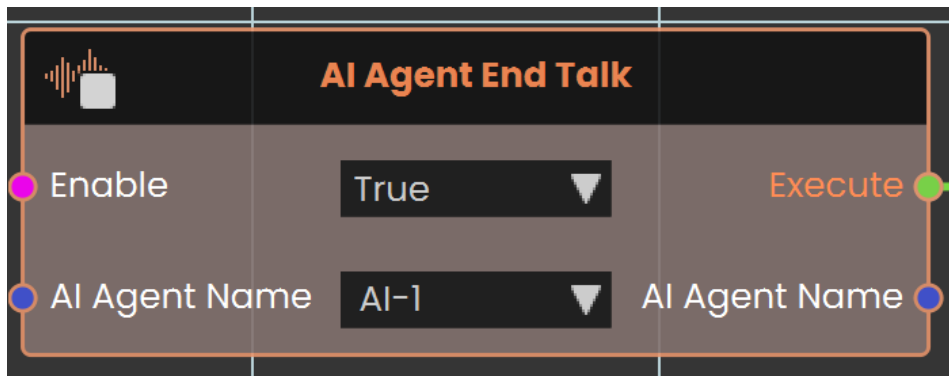 AI Agent End Talk
Enable True Execute
AI Agent Name AI-1 AI Agent Name